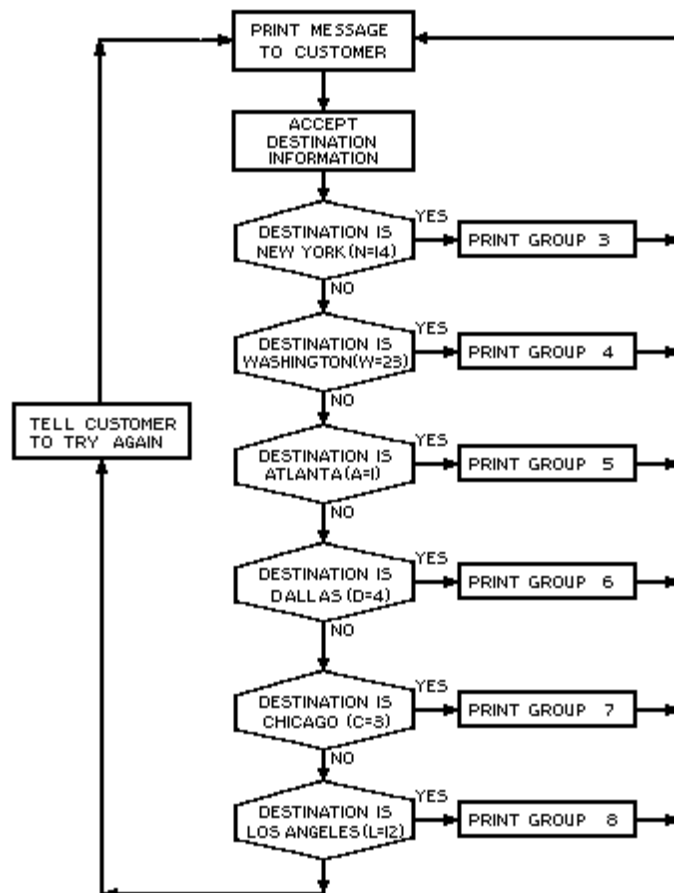 PRINT MESSAGE
TO CUSTOMER
ACCEPT
DESTINATION
INFORMATION
DESTINATION IS
NEW YORK (N=14)
YES
PRINT GROUP 3
NO
DESTINATION IS
WASHINGTON(W=23)
YES
PRINT GROUP 4
NO
TELL CUSTOMER
TO TRY AGAIN
DESTINATION IS
ATLANTA (A=1)
YES
PRINT GROUP 5
NO
DESTINATION IS
DALLAS (D=4)
YES
PRINT GROUP 6
NO
DESTINATION IS
CHICAGO (C=3)
YES
PRINT GROUP 7
NO
DESTINATION IS
LOS ANGELES (L=12)
YES
PRINT GROUP 8